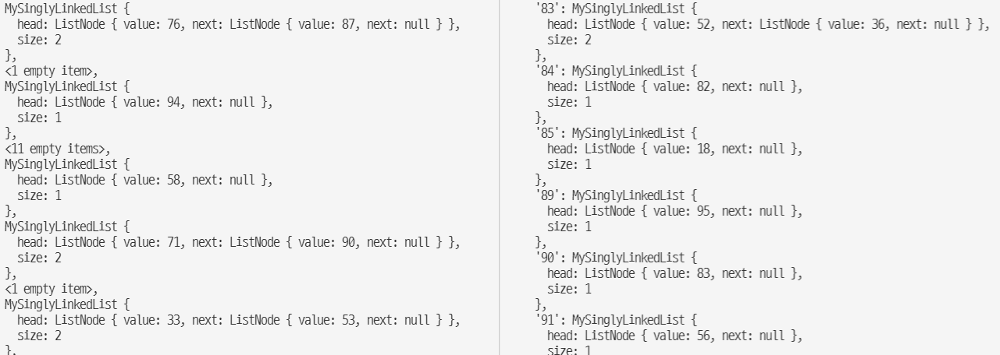 MySinglyLinkedList {
  head: ListNode { value: 76, next: ListNode { value: 87, next: null } },
  size: 2
},
<1 empty item>,
MySinglyLinkedList {
  head: ListNode { value: 94, next: null },
  size: 1
},
<11 empty items>,
MySinglyLinkedList {
  head: ListNode { value: 58, next: null },
  size: 1
},
MySinglyLinkedList {
  head: ListNode { value: 71, next: ListNode { value: 90, next: null } },
  size: 2
},
<1 empty item>,
MySinglyLinkedList {
  head: ListNode { value: 33, next: ListNode { value: 53, next: null } },
  size: 2
},
'83': MySinglyLinkedList {
  head: ListNode { value: 52, next: ListNode { value: 36, next: null } },
  size: 2
},
'84': MySinglyLinkedList {
  head: ListNode { value: 82, next: null },
  size: 1
},
'85': MySinglyLinkedList {
  head: ListNode { value: 18, next: null },
  size: 1
},
'89': MySinglyLinkedList {
  head: ListNode { value: 95, next: null },
  size: 1
},
'90': MySinglyLinkedList {
  head: ListNode { value: 83, next: null },
  size: 1
},
'91': MySinglyLinkedList {
  head: ListNode { value: 56, next: null },
  size: 1